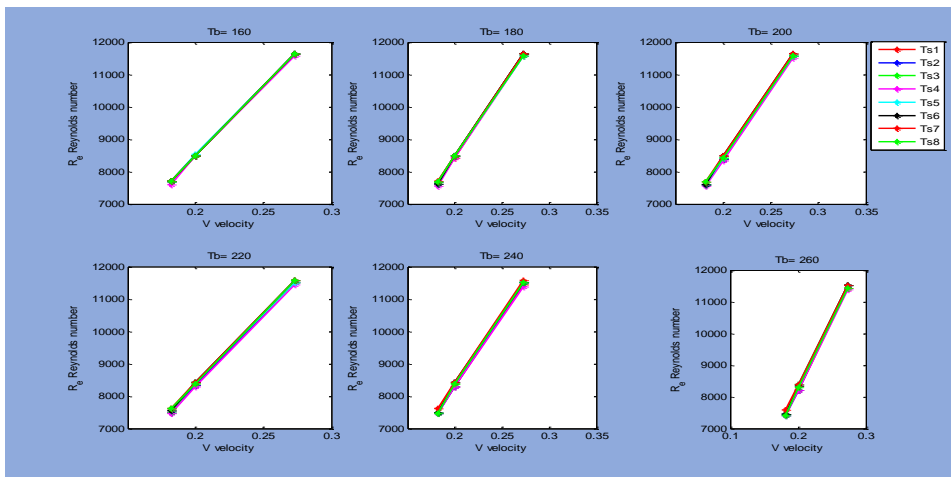 Tb= 160
12000
11000
10000
9000
8000
7000
0.2 0.25 0.3
V velocity
Re Reynolds number
Tb= 180
12000
11000
10000
9000
8000
7000
0.2 0.25 0.3 0.35
V velocity
Re Reynolds number
Tb= 200
12000
11000
10000
9000
8000
7000
0.2 0.25 0.3 0.35
V velocity
Re Reynolds number
Ts1
Ts2
Ts3
Ts4
Ts5
Ts6
Ts7
Ts8
Tb= 220
12000
11000
10000
9000
8000
7000
0.2 0.25 0.3
V velocity
Re Reynolds number
Tb= 240
12000
11000
10000
9000
8000
7000
0.2 0.25 0.3 0.35
V velocity
Re Reynolds number
Tb= 260
12000
11000
10000
9000
8000
7000
0.1 0.2 0.3
V velocity
Re Reynolds number